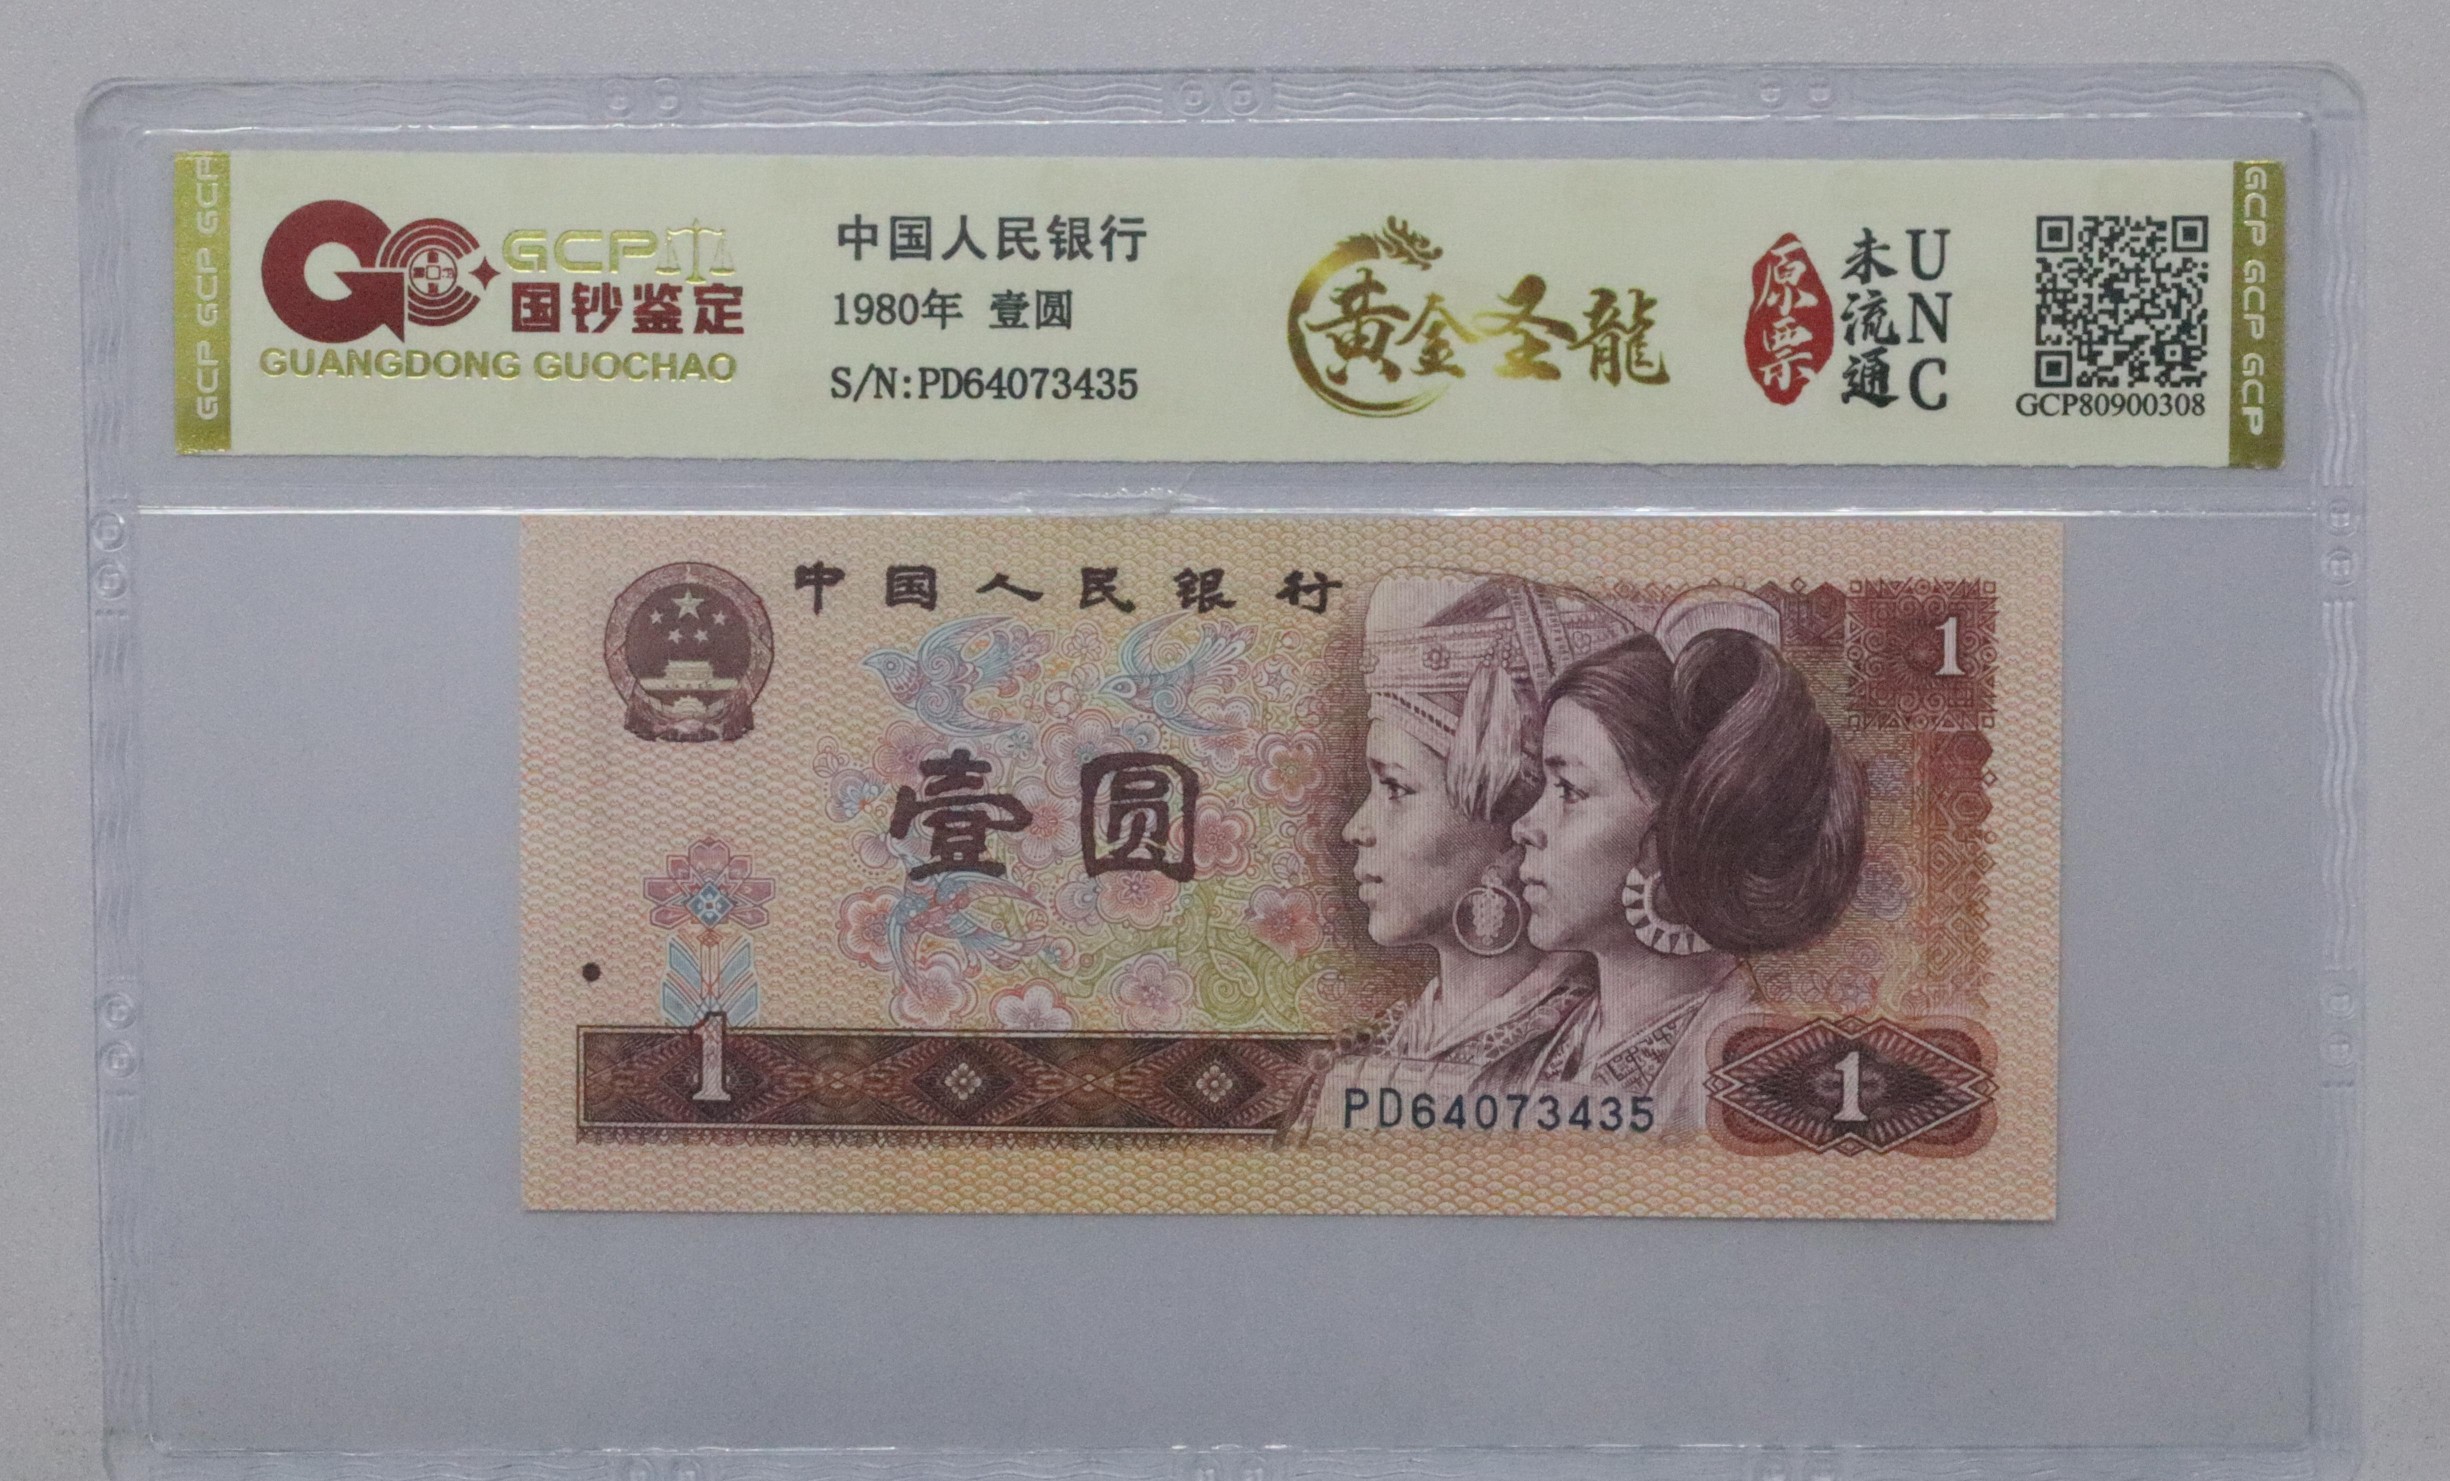 GCP GCP GCP
GCP
国钞鉴定
GUANGDONG GUOCHAO
中国人民银行
1980年 壹圆
S/N:PD64073435
黄金圣龍
原票
未流通
UNC
GCP80900308
GCP GCP GCP
中国人民银行
1
壹圆
1
PD64073435
1